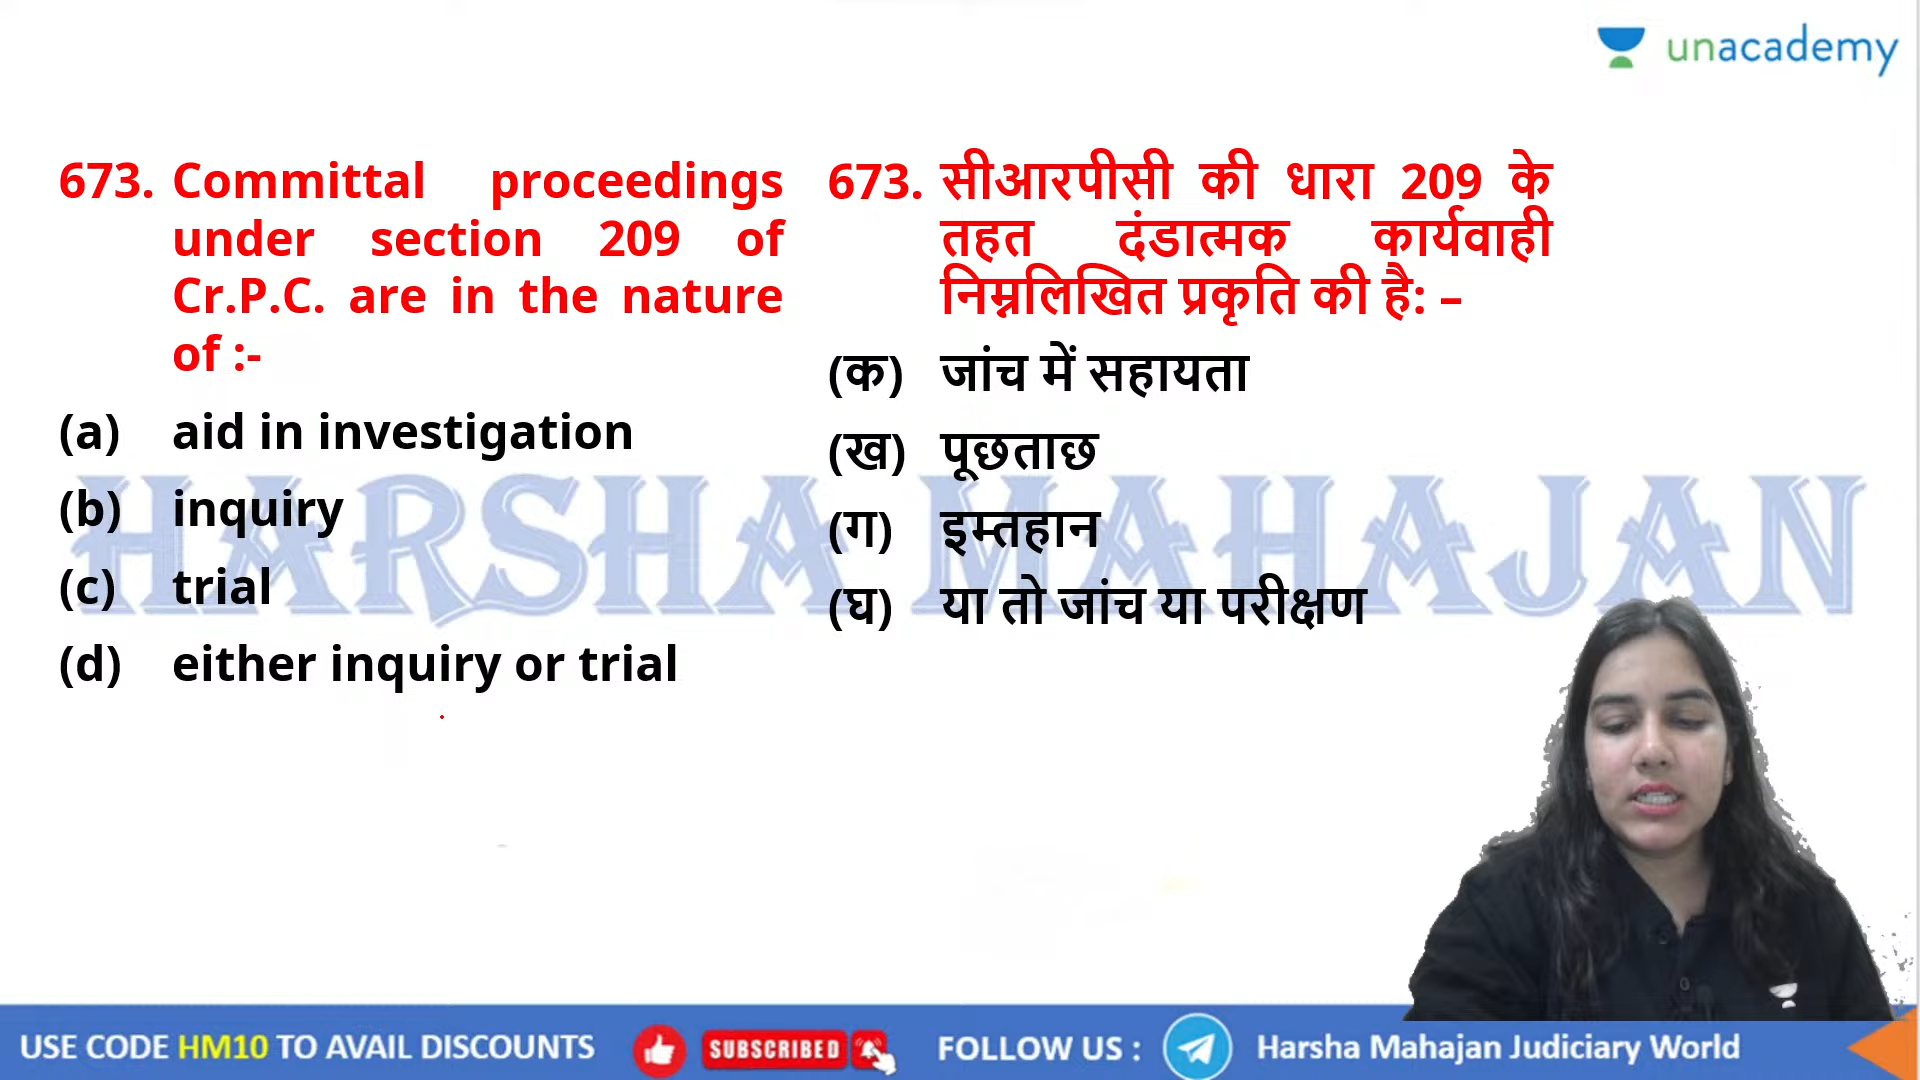 unacademy
673. Committal proceedings
under section 209 of
Cr.P.C. are in the nature
of :-
(a) aid in investigation
(b) inquiry
(c) trial
(d) either inquiry or trial
673. सीआरपीसी की धारा 209 के
तहत दंडात्मक कार्यवाही
निम्नलिखित प्रकृति की है: –
(क) जांच में सहायता
(ख) पूछताछ
(ग) इम्तहान
(घ) या तो जांच या परीक्षण
HARSHA MAHAJAN
USE CODE HM10 TO AVAIL DISCOUNTS
SUBSCRIBED
FOLLOW US :
Harsha Mahajan Judiciary World